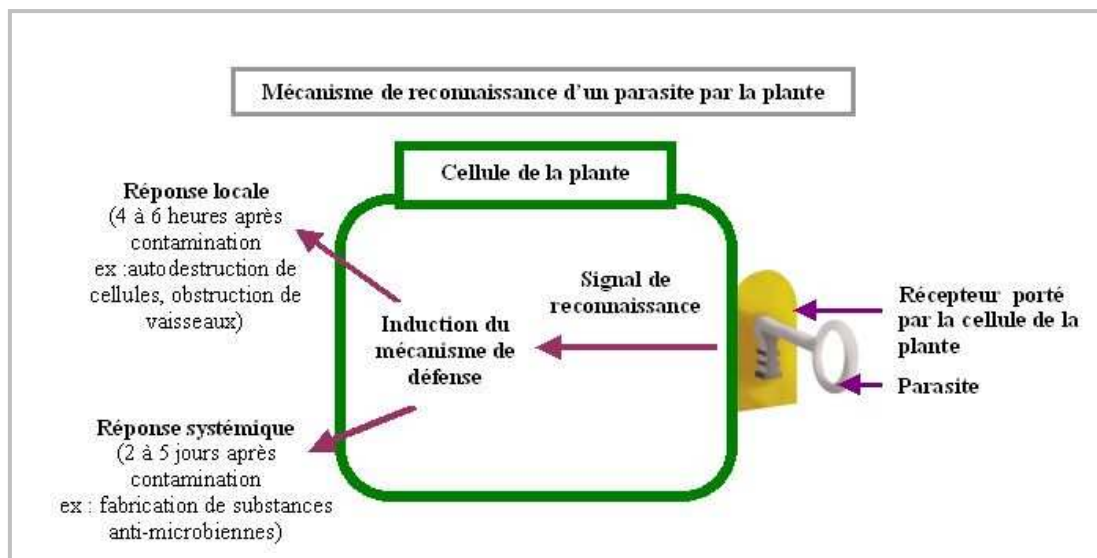 Mécanisme de reconnaissance d'un parasite par la plante
Cellule de la plante
Réponse locale
(4 à 6 heures après
contamination
ex :autodestruction de
cellules, obstruction de
vaisseaux)
Signal de
reconnaissance
Induction du
mécanisme de
défense
Récepteur porté
par la cellule de la
plante
Parasite
Réponse systémique
(2 à 5 jours après
contamination
ex : fabrication de substances
anti-microbiennes)